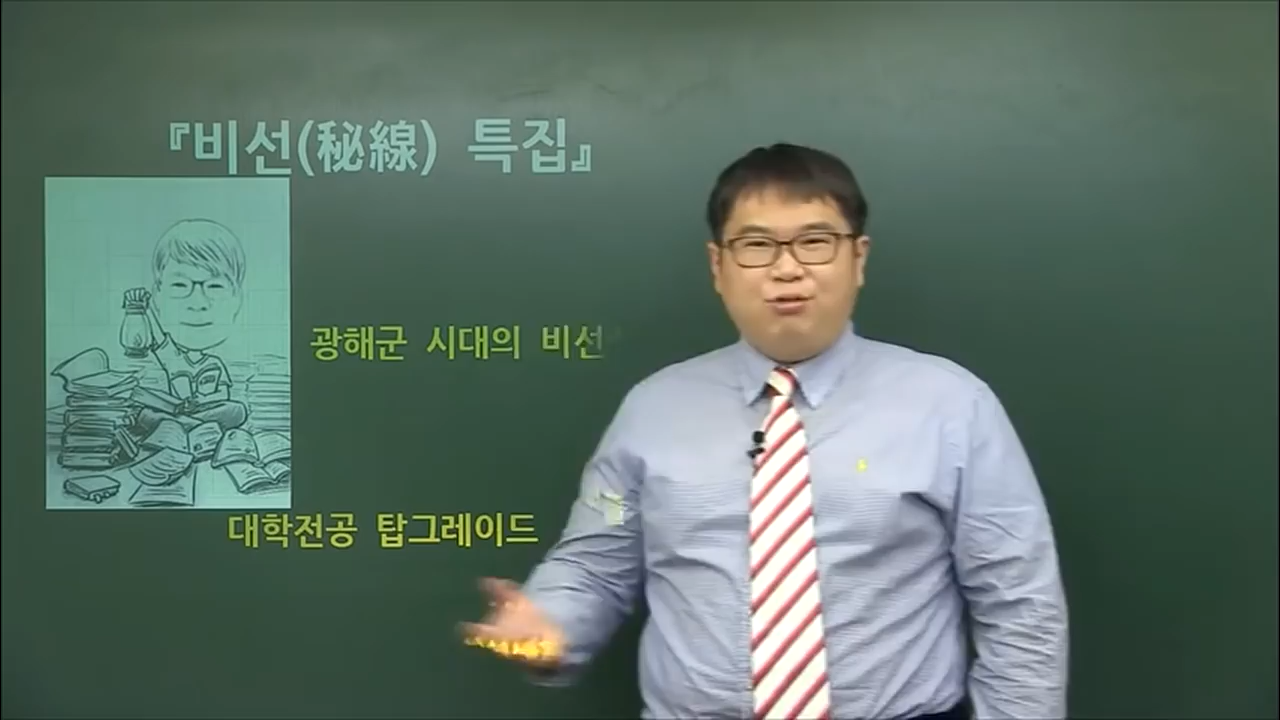 『비선(秘線) 특집』
광해군 시대의 비선
대학전공 탑그레이드